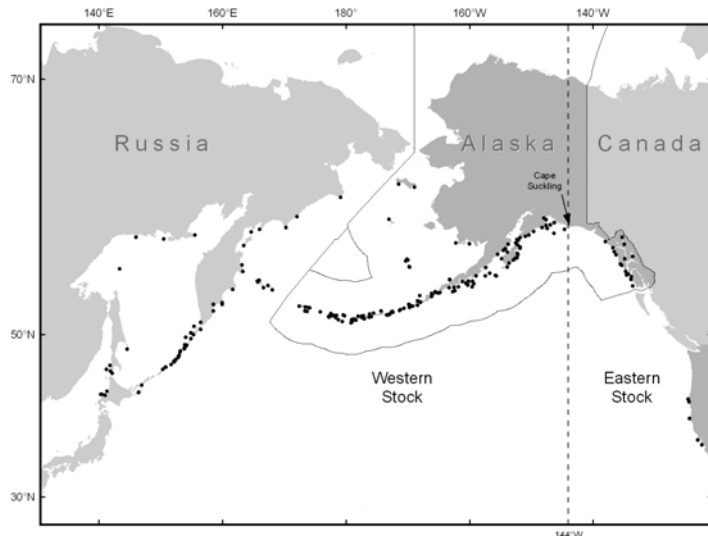 140°E 160°E 180° 160°W 140°W
70°N
Russia Alaska Canada
Cape
Suckling
50°N
Western
Stock
Eastern
Stock
30°N
144°W